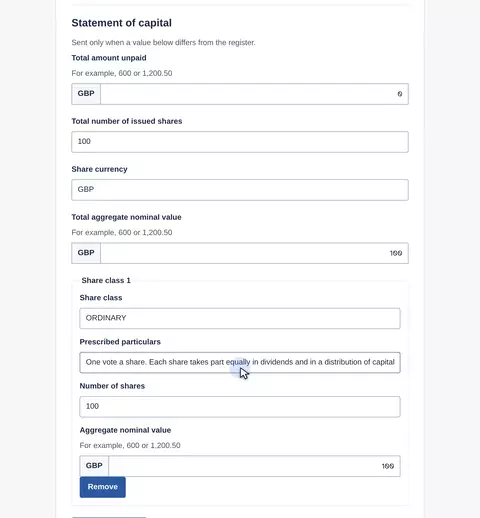 Statement of capital
Sent only when a value below differs from the register.
Total amount unpaid
For example, 600 or 1,200.50
GBP 0
Total number of issued shares
100
Share currency
GBP
Total aggregate nominal value
For example, 600 or 1,200.50
GBP 100
Share class 1
Share class
ORDINARY
Prescribed particulars
One vote a share. Each share takes part equally in dividends and in a distribution of capital
Number of shares
100
Aggregate nominal value
For example, 600 or 1,200.50
GBP 100
Remove